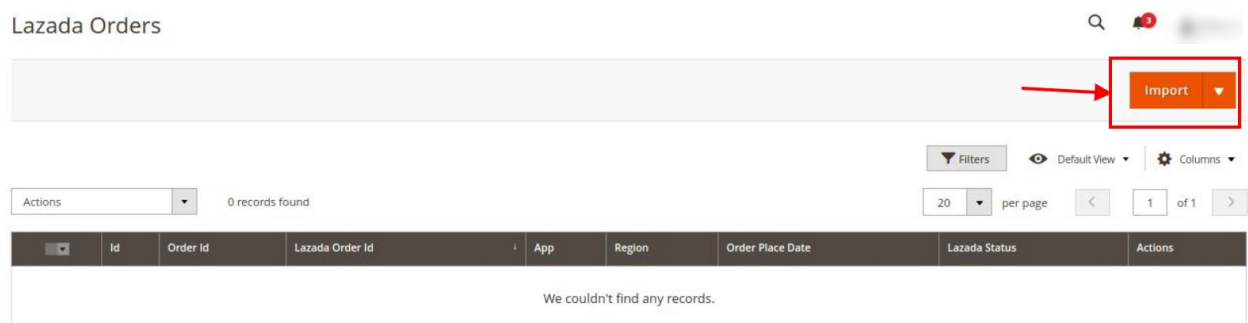 Lazada Orders
3
Import
Filters Default View Columns
Actions 0 records found 20 per page 1 of 1
Id Order Id Lazada Order Id App Region Order Place Date Lazada Status Actions
We couldn't find any records.